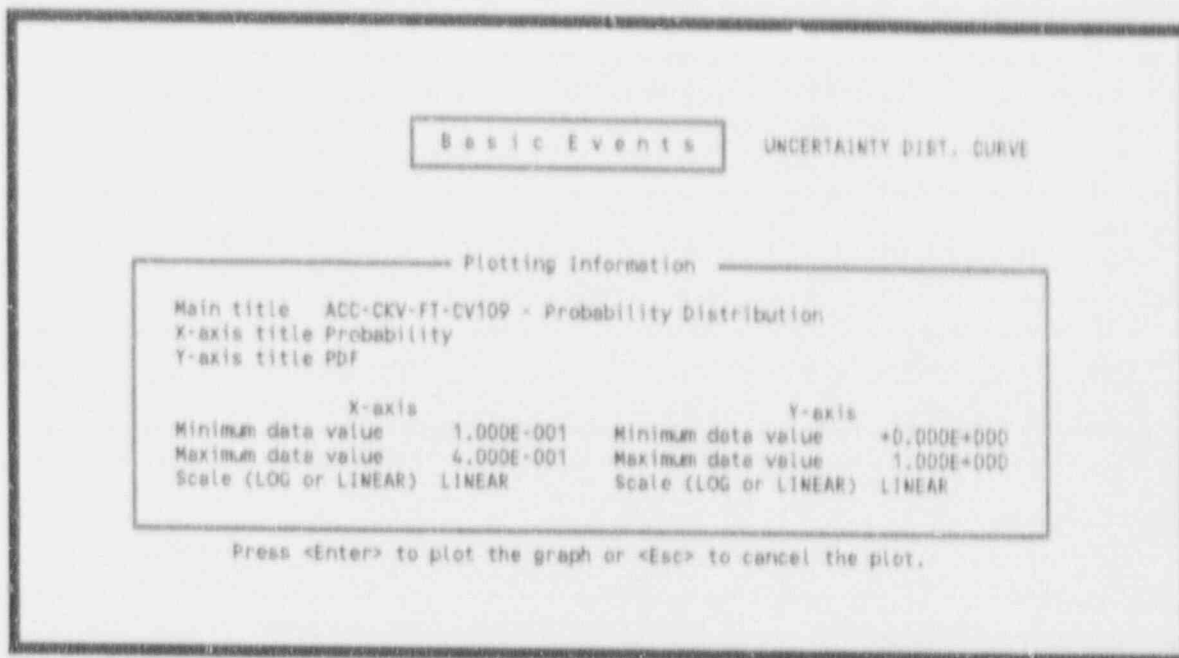 Basic Events UNCERTAINTY DIST. CURVE
Plotting Information
Main title ACC-CKV-FT-CV109 - Probability Distribution
X-axis title Probability
Y-axis title PDF
X-axis Y-axis
Minimum data value 1.000E-001 Minimum data value +0.000E+000
Maximum data value 4.000E-001 Maximum data value 1.000E+000
Scale (LOG or LINEAR) LINEAR Scale (LOG or LINEAR) LINEAR
Press <Enter> to plot the graph or <Esc> to cancel the plot.